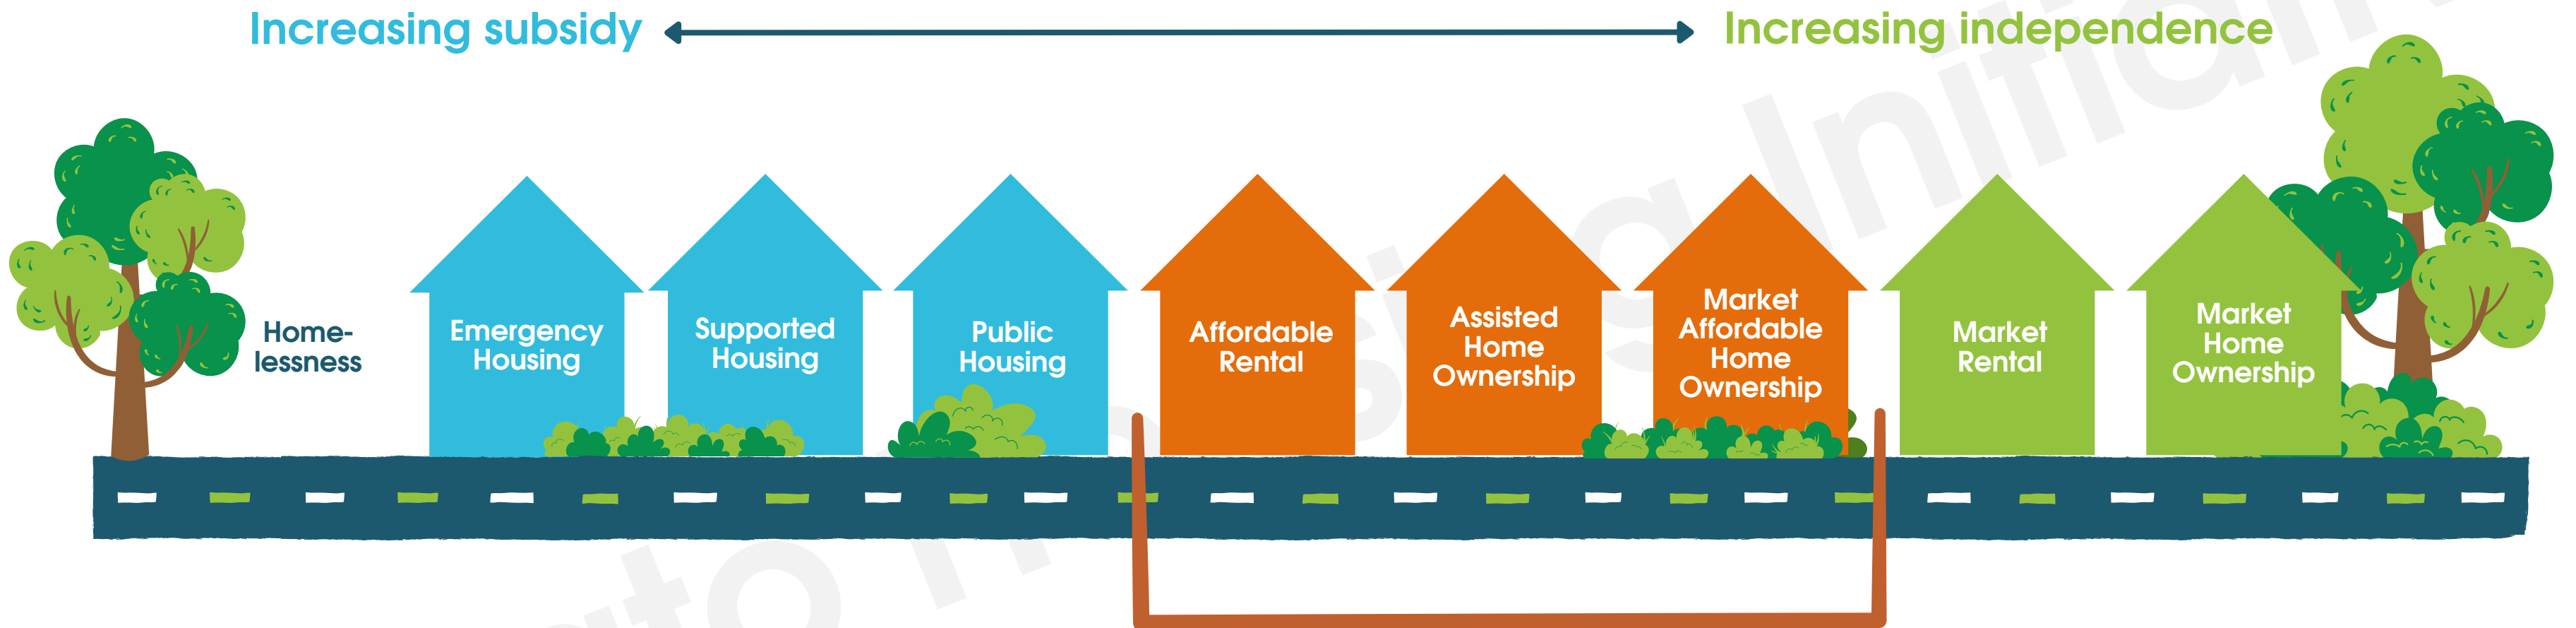 Increasing subsidy
Increasing independence
Home-
lessness
Emergency
Housing
Supported
Housing
Public
Housing
Affordable
Rental
Assisted
Home
Ownership
Market
Affordable
Home
Ownership
Market
Rental
Market
Home
Ownership